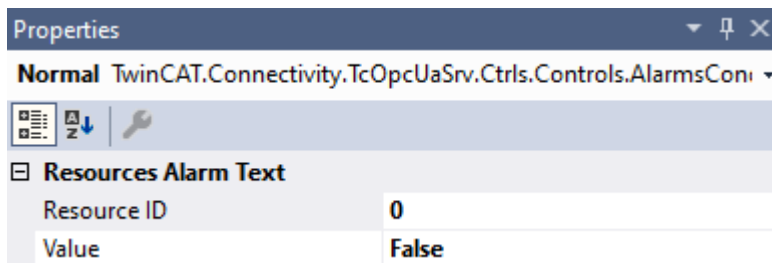 Properties
Normal TwinCAT.Connectivity.TcOpcUaSrv.Ctrls.Controls.AlarmsCon
Resources Alarm Text
Resource ID 0
Value False